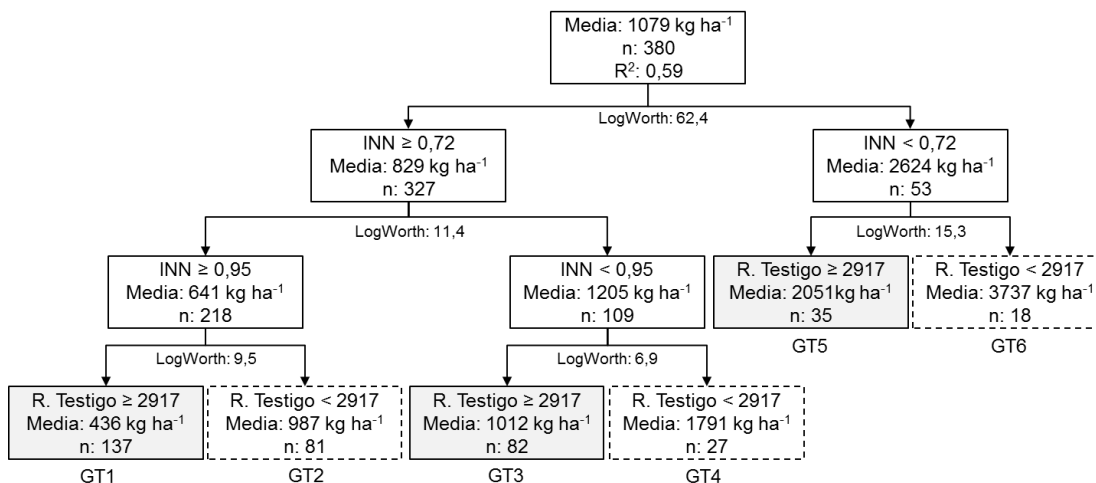 Media: 1079 kg ha⁻¹
n: 380
R²: 0,59
LogWorth: 62,4
INN ≥ 0,72
Media: 829 kg ha⁻¹
n: 327
INN < 0,72
Media: 2624 kg ha⁻¹
n: 53
LogWorth: 11,4
LogWorth: 15,3
INN ≥ 0,95
Media: 641 kg ha⁻¹
n: 218
INN < 0,95
Media: 1205 kg ha⁻¹
n: 109
R. Testigo ≥ 2917
Media: 2051kg ha⁻¹
n: 35
GT5
R. Testigo < 2917
Media: 3737 kg ha⁻¹
n: 18
GT6
LogWorth: 9,5
LogWorth: 6,9
R. Testigo ≥ 2917
Media: 436 kg ha⁻¹
n: 137
GT1
R. Testigo < 2917
Media: 987 kg ha⁻¹
n: 81
GT2
R. Testigo ≥ 2917
Media: 1012 kg ha⁻¹
n: 82
GT3
R. Testigo < 2917
Media: 1791 kg ha⁻¹
n: 27
GT4